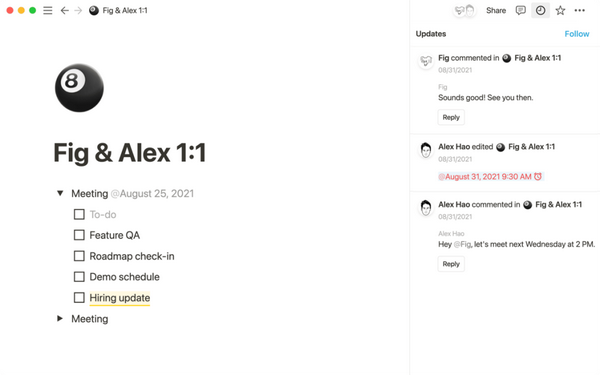 Fig & Alex 1:1
Share
Updates
Follow
8
Fig & Alex 1:1
Meeting @August 25, 2021
To-do
Feature QA
Roadmap check-in
Demo schedule
Hiring update
Meeting
Fig commented in Fig & Alex 1:1
08/31/2021
Fig
Sounds good! See you then.
Reply
Alex Hao edited Fig & Alex 1:1
08/31/2021
@August 31, 2021 9:30 AM
Alex Hao commented in Fig & Alex 1:1
08/31/2021
Alex Hao
Hey @Fig, let's meet next Wednesday at 2 PM.
Reply